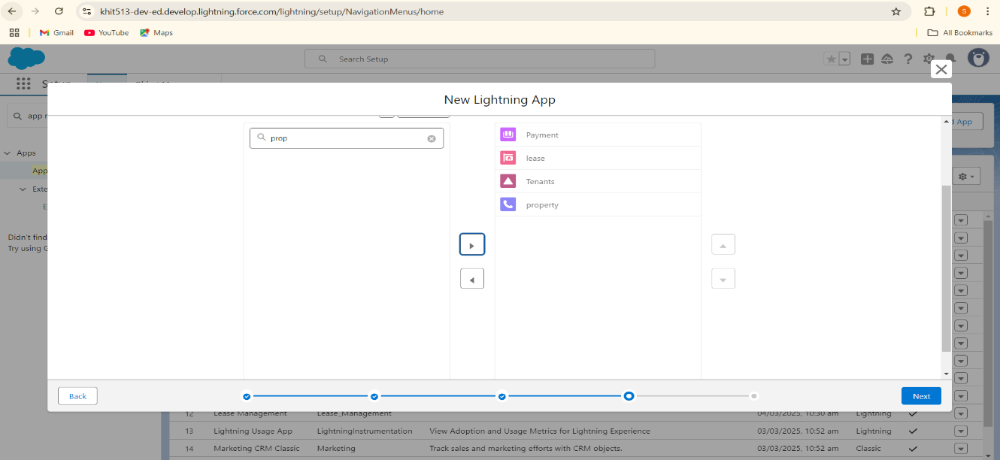 khit513-dev-ed.develop.lightning.force.com/lightning/setup/NavigationMenus/home
S
Gmail YouTube Maps All Bookmarks
Search Setup
Setup
New Lightning App
app d App
prop
Payment
Apps
lease
App
Tenants
Exte
property
E
Didn't find
Try using G
Back Next
12 Lease Management Lease_Management 04/03/2025, 10:30 am Lightning
13 Lightning Usage App LightningInstrumentation View Adoption and Usage Metrics for Lightning Experience 03/03/2025, 10:52 am Lightning
14 Marketing CRM Classic Marketing Track sales and marketing efforts with CRM objects. 03/03/2025, 10:52 am Classic